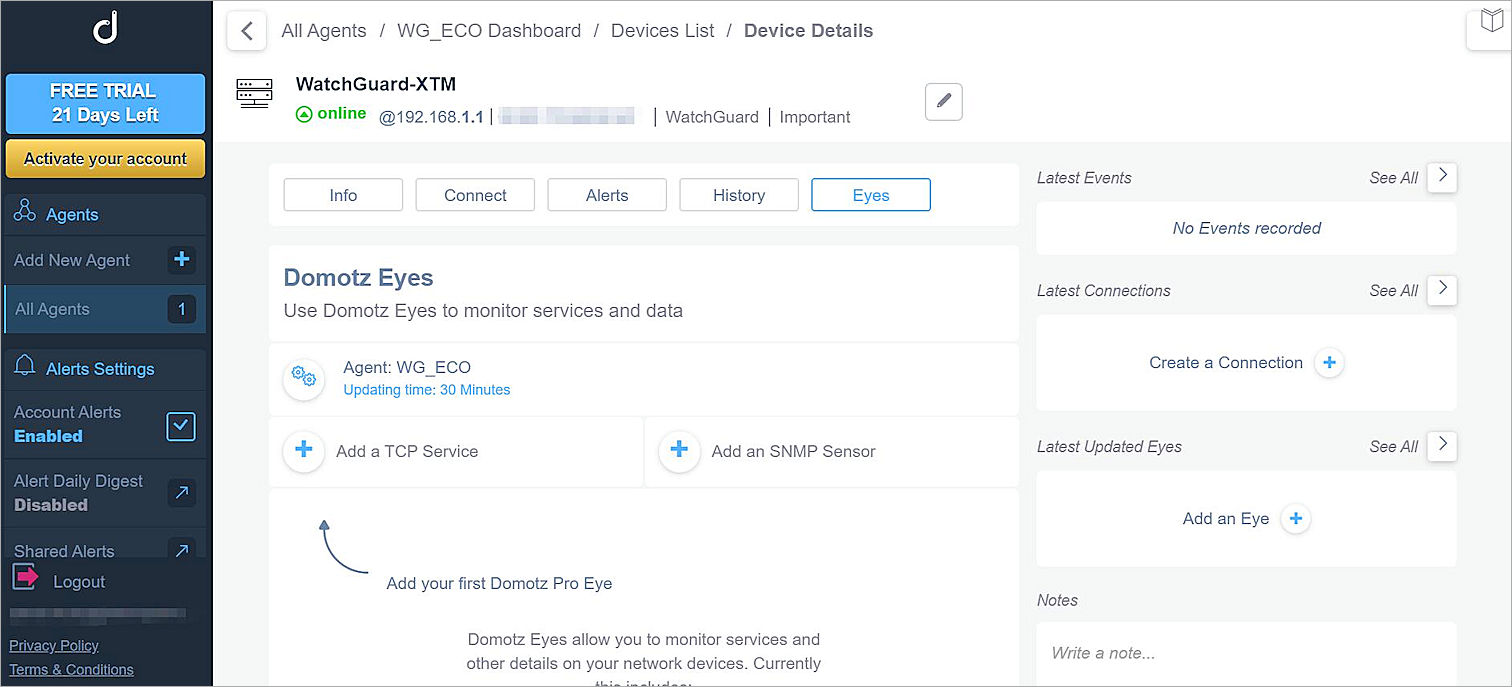 FREE TRIAL
21 Days Left
Activate your account
Agents
Add New Agent
All Agents 1
Alerts Settings
Account Alerts
Enabled
Alert Daily Digest
Disabled
Shared Alerts
Logout
Privacy Policy
Terms & Conditions
All Agents / WG_ECO Dashboard / Devices List / Device Details
WatchGuard-XTM
online @192.168.1.1 | | WatchGuard | Important
Info Connect Alerts History Eyes
Domotz Eyes
Use Domotz Eyes to monitor services and data
Agent: WG_ECO
Updating time: 30 Minutes
Add a TCP Service Add an SNMP Sensor
Add your first Domotz Pro Eye
Domotz Eyes allow you to monitor services and
other details on your network devices. Currently
this includes:
Latest Events See All
No Events recorded
Latest Connections See All
Create a Connection
Latest Updated Eyes See All
Add an Eye
Notes
Write a note...